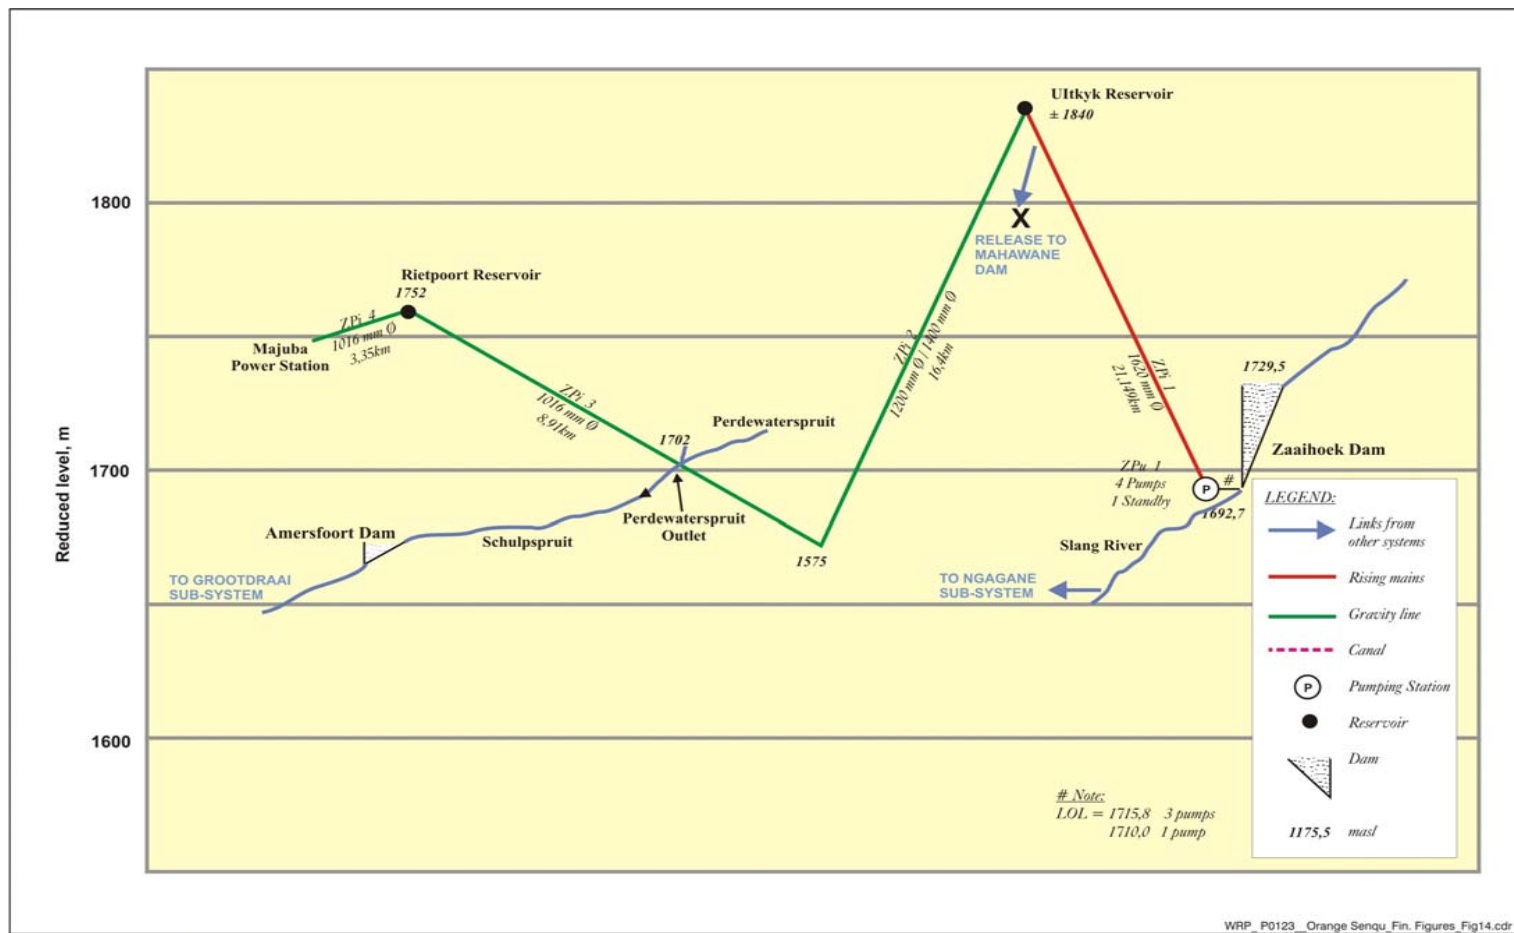 UItkyk Reservoir
± 1840
1800
X
RELEASE TO
MAHAWANE
DAM
Rietpoort Reservoir
1752
ZPi 4
1016 mm Ø
3,35km
Majuba
Power Station
ZPi 3
1016 mm Ø
8,91km
ZPi 2
1200 mm Ø / 1400 mm Ø
16,4km
ZPi 1
1620 mm Ø
21,149km
1729,5
Zaaihoek Dam
Perdewaterspruit
1702
1700
Reduced level, m
ZPu 1
4 Pumps
1 Standby
P
#
1692,7
Perdewaterspruit
Outlet
Amersfoort Dam
Schulpspruit
1575
Slang River
TO GROOTDRAAI
SUB-SYSTEM
TO NGAGANE
SUB-SYSTEM
1600
LEGEND:
Links from
other systems
Rising mains
Gravity line
Canal
P Pumping Station
Reservoir
Dam
1175,5 masl
# Note:
LOL = 1715,8 3 pumps
1710,0 1 pump
WRP_ P0123__Orange Senqu_Fin. Figures_Fig14.cdr